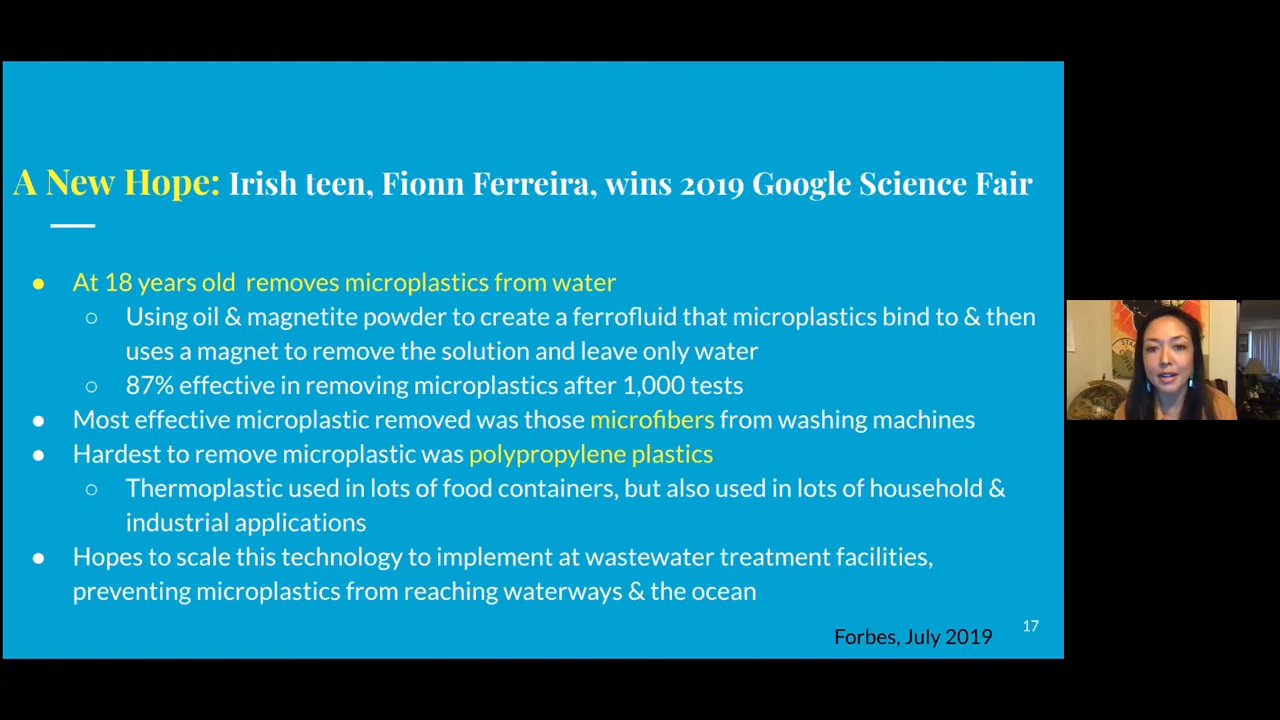 A New Hope: Irish teen, Fionn Ferreira, wins 2019 Google Science Fair
● At 18 years old  removes microplastics from water
○ Using oil & magnetite powder to create a ferrofluid that microplastics bind to & then
uses a magnet to remove the solution and leave only water
○ 87% effective in removing microplastics after 1,000 tests
● Most effective microplastic removed was those microfibers from washing machines
● Hardest to remove microplastic was polypropylene plastics
○ Thermoplastic used in lots of food containers, but also used in lots of household &
industrial applications
● Hopes to scale this technology to implement at wastewater treatment facilities,
preventing microplastics from reaching waterways & the ocean
Forbes, July 2019
17